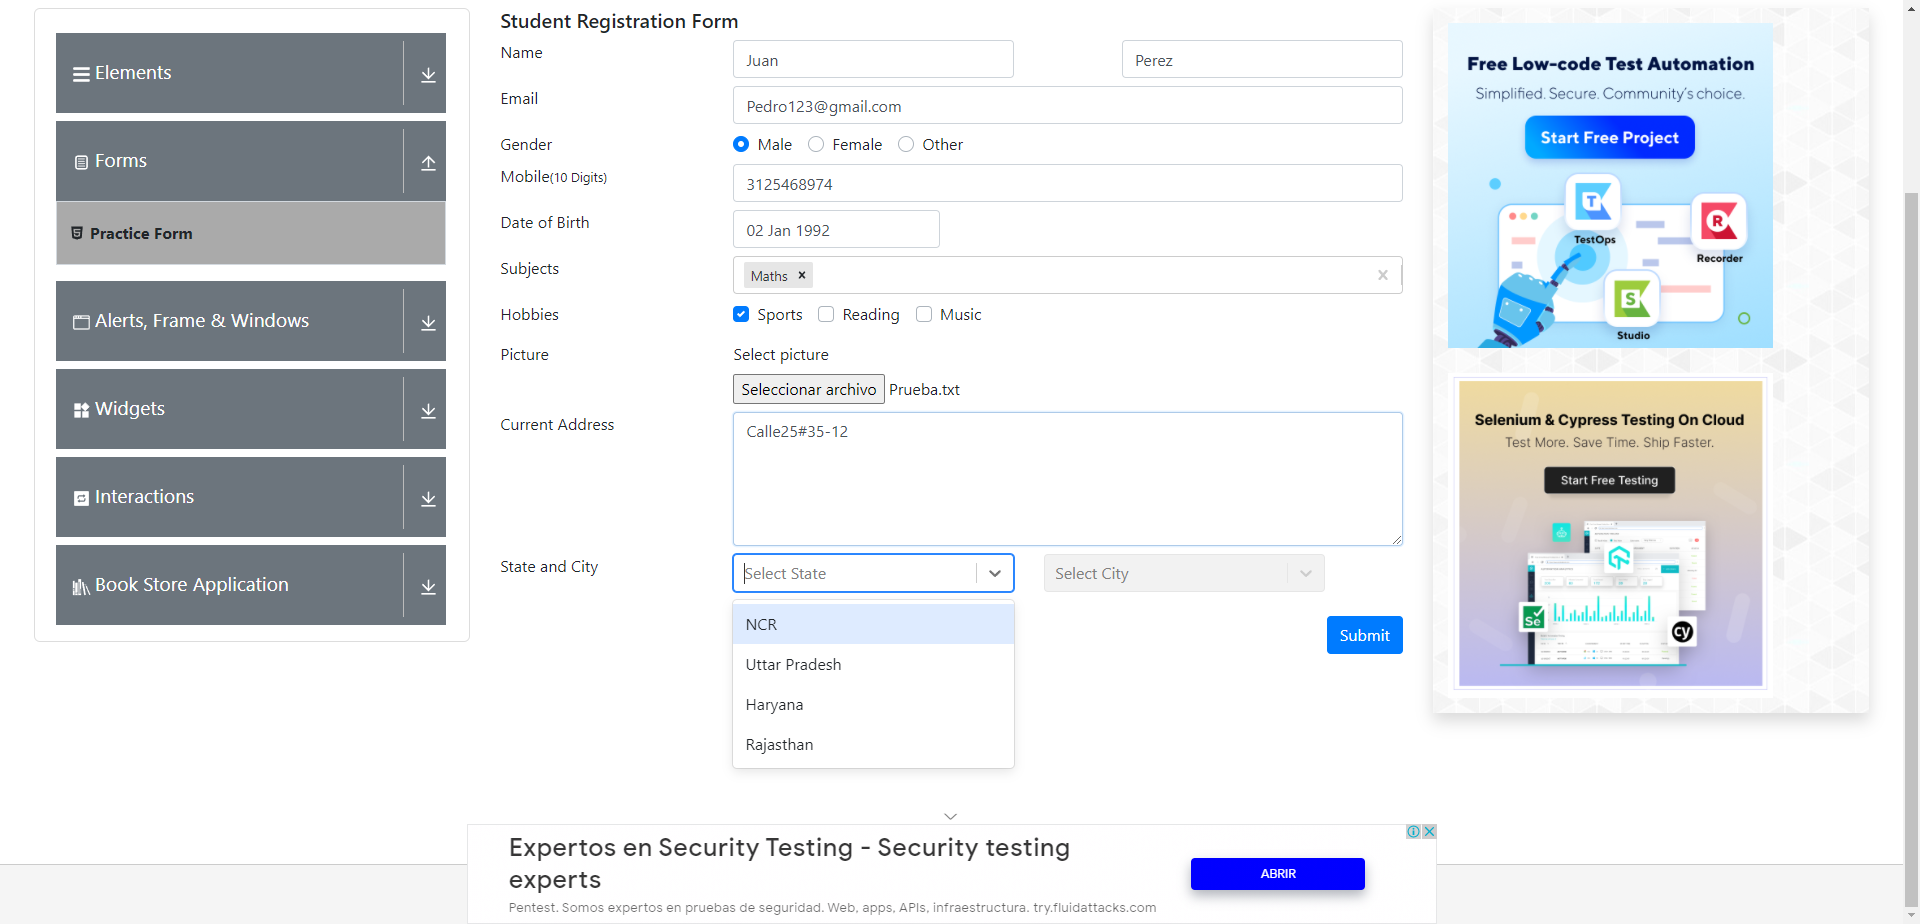 Elements
Forms
Practice Form
Alerts, Frame & Windows
Widgets
Interactions
Book Store Application
Student Registration Form
Name
Juan
Perez
Email
Pedro123@gmail.com
Gender
Male
Female
Other
Mobile(10 Digits)
3125468974
Date of Birth
02 Jan 1992
Subjects
Maths
Hobbies
Sports
Reading
Music
Picture
Select picture
Seleccionar archivo Prueba.txt
Current Address
Calle25#35-12
State and City
Select State
Select City
NCR
Uttar Pradesh
Haryana
Rajasthan
Submit
Free Low-code Test Automation
Simplified. Secure. Community's choice.
Start Free Project
TestOps
Recorder
Studio
Selenium & Cypress Testing On Cloud
Test More. Save Time. Ship Faster.
Start Free Testing
Se
cy
Expertos en Security Testing - Security testing
experts
Pentest. Somos expertos en pruebas de seguridad. Web, apps, APIs, infraestructura. try.fluidattacks.com
ABRIR